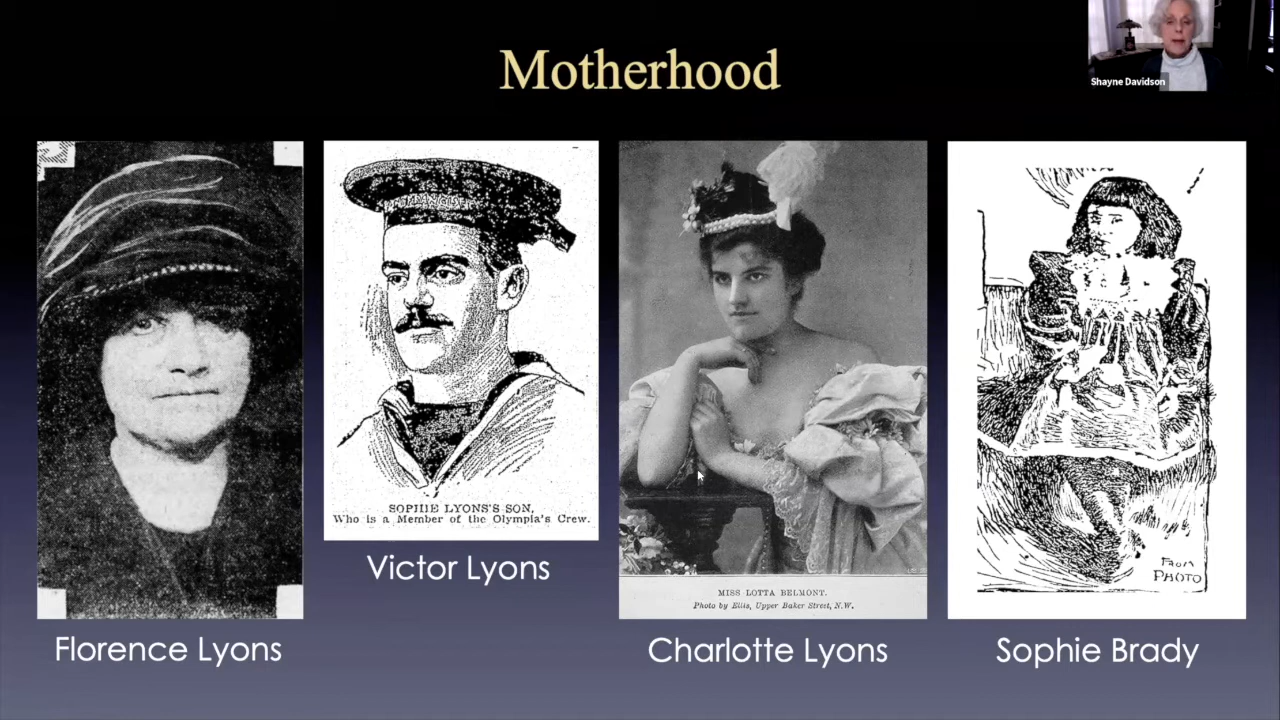 Motherhood
Shayne Davidson
SOPHIE LYONS'S SON,
Who is a Member of the Olympia's Crew.
MISS LOTTA BELMONT.
Photo by Ellis, Upper Baker Street, N.W.
From
PHOTO
Florence Lyons
Victor Lyons
Charlotte Lyons
Sophie Brady